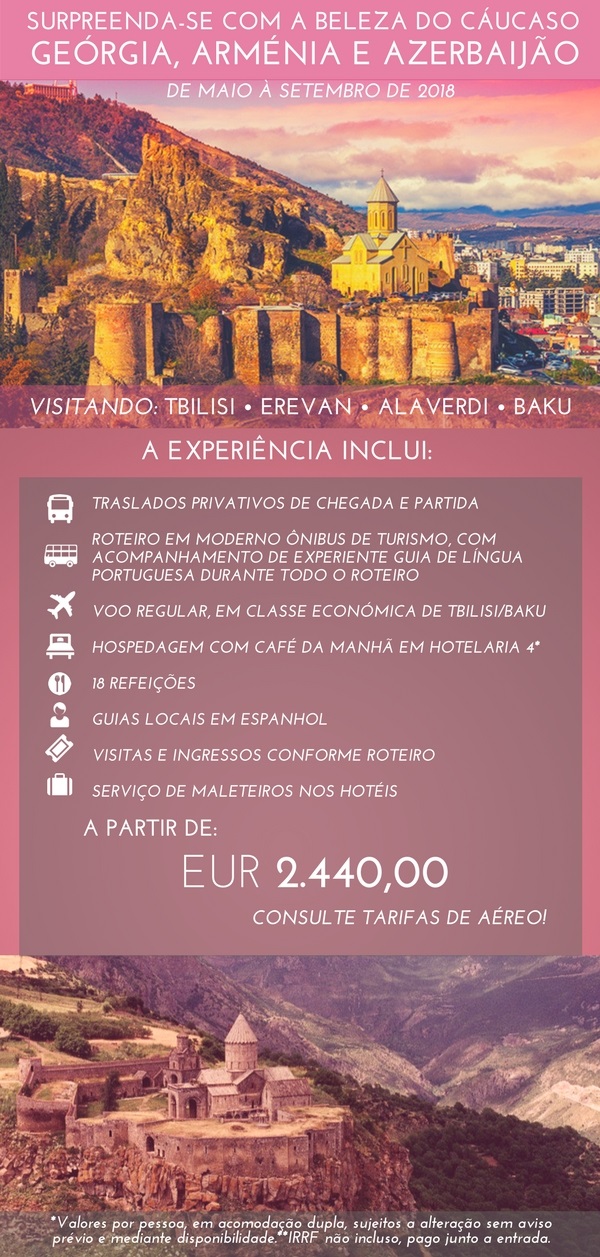 SURPREENDA-SE COM A BELEZA DO CÁUCASO
GEÓRGIA, ARMÉNIA E AZERBAIJÃO
DE MAIO À SETEMBRO DE 2018
VISITANDO: TBILISI • EREVAN • ALAVERDI • BAKU
A EXPERIÊNCIA INCLUI:
TRASLADOS PRIVATIVOS DE CHEGADA E PARTIDA
ROTEIRO EM MODERNO ÔNIBUS DE TURISMO, COM
ACOMPANHAMENTO DE EXPERIENTE GUIA DE LÍNGUA
PORTUGUESA DURANTE TODO O ROTEIRO
VOO REGULAR, EM CLASSE ECONÓMICA DE TBILISI/BAKU
HOSPEDAGEM COM CAFÉ DA MANHÃ EM HOTELARIA 4*
18 REFEIÇÕES
GUIAS LOCAIS EM ESPANHOL
VISITAS E INGRESSOS CONFORME ROTEIRO
SERVIÇO DE MALETEIROS NOS HOTÉIS
A PARTIR DE:
EUR 2.440,00
CONSULTE TARIFAS DE AÉREO!
*Valores por pessoa, em acomodação dupla, sujeitos a alteração sem aviso
prévio e mediante disponibilidade.**IRRF não incluso, pago junto a entrada.